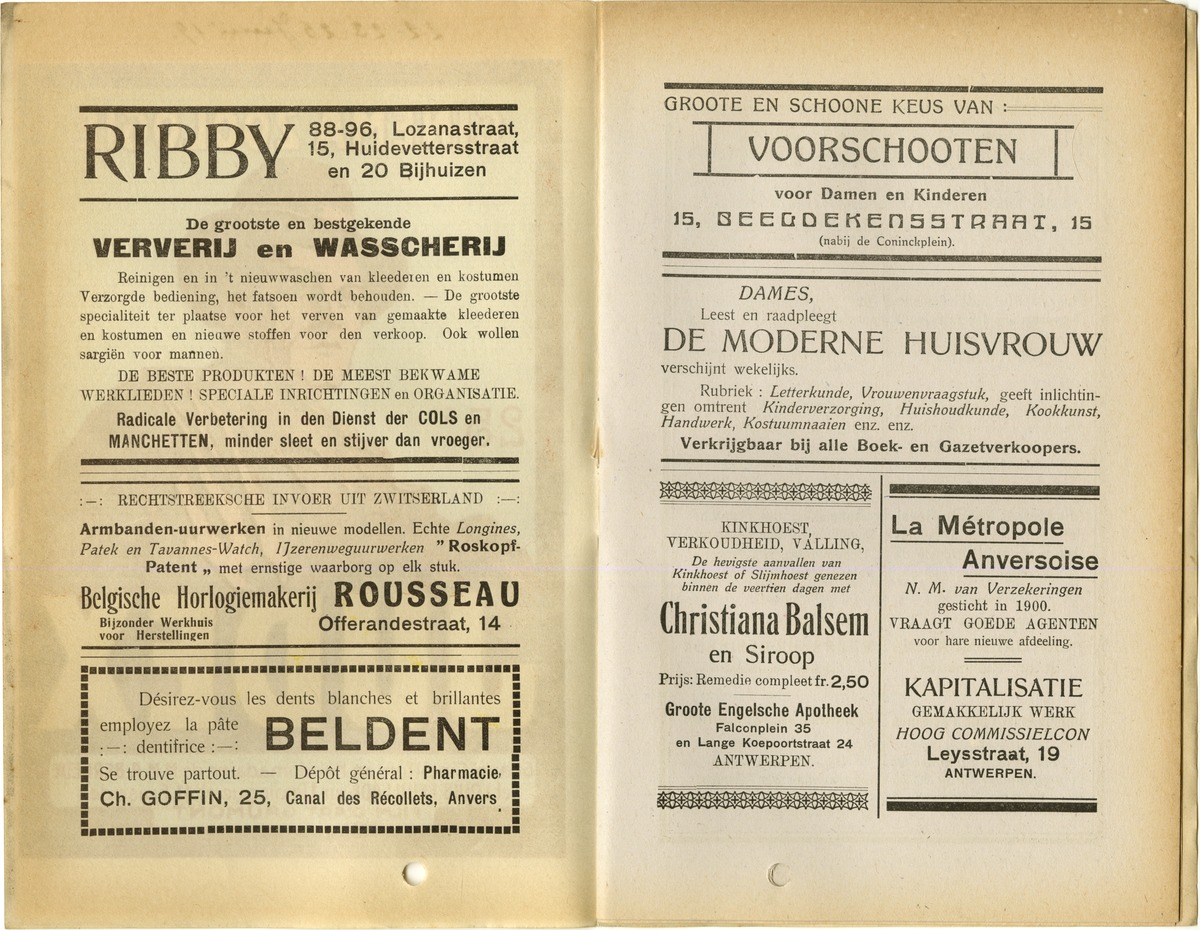 RIBBY
88-96, Lozanastraat,
15, Huidevettersstraat
en 20 Bijhuizen
De grootste en bestgekende
VERVERIJ en WASSCHERIJ
Reinigen en in 't nieuwwaschen van kleederen en kostumen
Verzorgde bediening, het fatsoen wordt behouden. — De grootste
specialiteit ter plaatse voor het verven van gemaakte kleederen
en kostumen en nieuwe stoffen voor den verkoop. Ook wollen
sargiën voor mannen.
DE BESTE PRODUKTEN ! DE MEEST BEKWAME
WERKLIEDEN ! SPECIALE INRICHTINGEN en ORGANISATIE.
Radicale Verbetering in den Dienst der COLS en
MANCHETTEN, minder sleet en stijver dan vroeger.
:—: RECHTSTREEKSCHE INVOER UIT ZWITSERLAND :—:
Armbanden-uurwerken in nieuwe modellen. Echte Longines,
Patek en Tavannes-Watch, IJzerenweguurwerken " Roskopf-
Patent „ met ernstige waarborg op elk stuk.
Belgische Horlogiemakerij ROUSSEAU
Bijzonder Werkhuis
voor Herstellingen
Offerandestraat, 14
Désirez-vous les dents blanches et brillantes
employez la pâte
:—: dentifrice :—:
BELDENT
Se trouve partout. — Dépôt général : Pharmacie,
Ch. GOFFIN, 25, Canal des Récollets, Anvers.
GROOTE EN SCHOONE KEUS VAN :
VOORSCHOOTEN
voor Damen en Kinderen
15, BEEGDEKENSSTRAAT, 15
(nabij de Coninckplein).
DAMES,
Leest en raadpleegt
DE MODERNE HUISVROUW
verschijnt wekelijks.
Rubriek : Letterkunde, Vrouwenvraagstuk, geeft inlichtin-
gen omtrent Kinderverzorging, Huishoudkunde, Kookkunst,
Handwerk, Kostuumnaaien enz. enz.
Verkrijgbaar bij alle Boek- en Gazetverkoopers.
KINKHOEST,
VERKOUDHEID, VALLING,
De hevigste aanvallen van
Kinkhoest of Slijmhoest genezen
binnen de veertien dagen met
Christiana Balsem
en Siroop
Prijs: Remedie compleet fr. 2,50
Groote Engelsche Apotheek
Falconplein 35
en Lange Koepoortstraat 24
ANTWERPEN.
La Métropole
Anversoise
N. M. van Verzekeringen
gesticht in 1900.
VRAAGT GOEDE AGENTEN
voor hare nieuwe afdeeling.
KAPITALISATIE
GEMAKKELIJK WERK
HOOG COMMISSIELCON
Leysstraat, 19
ANTWERPEN.